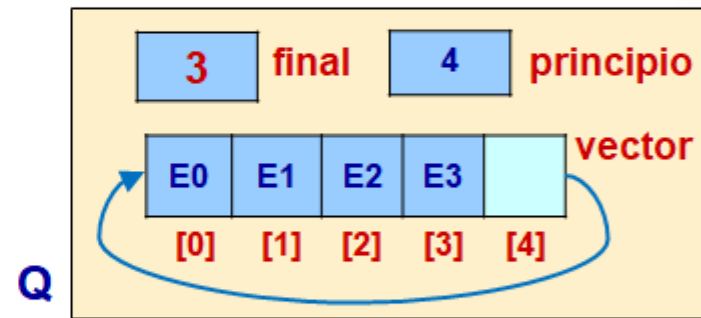 3 final 4 principio
vector
E0 E1 E2 E3
[0] [1] [2] [3] [4]
Q